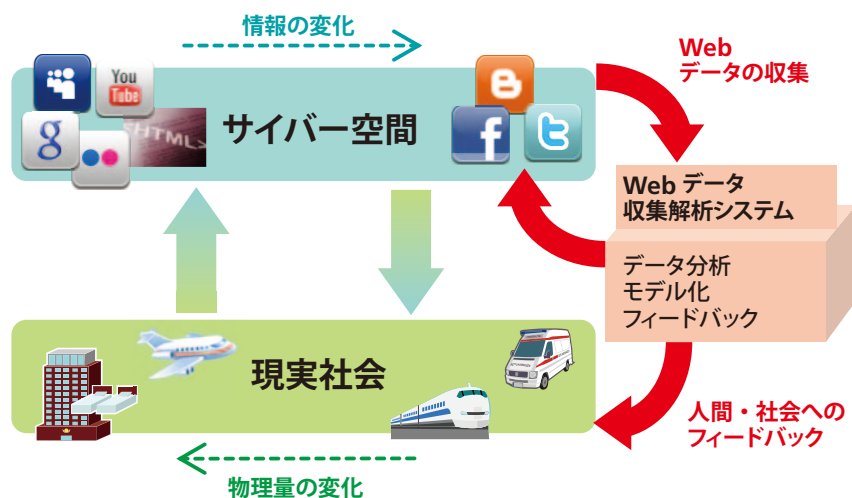 情報の変化
Web
データの収集
You
Tube
g
<HTML>
サイバー空間
B
f
t
Web データ
収集解析システム
データ分析
モデル化
フィードバック
現実社会
人間・社会への
フィードバック
物理量の変化